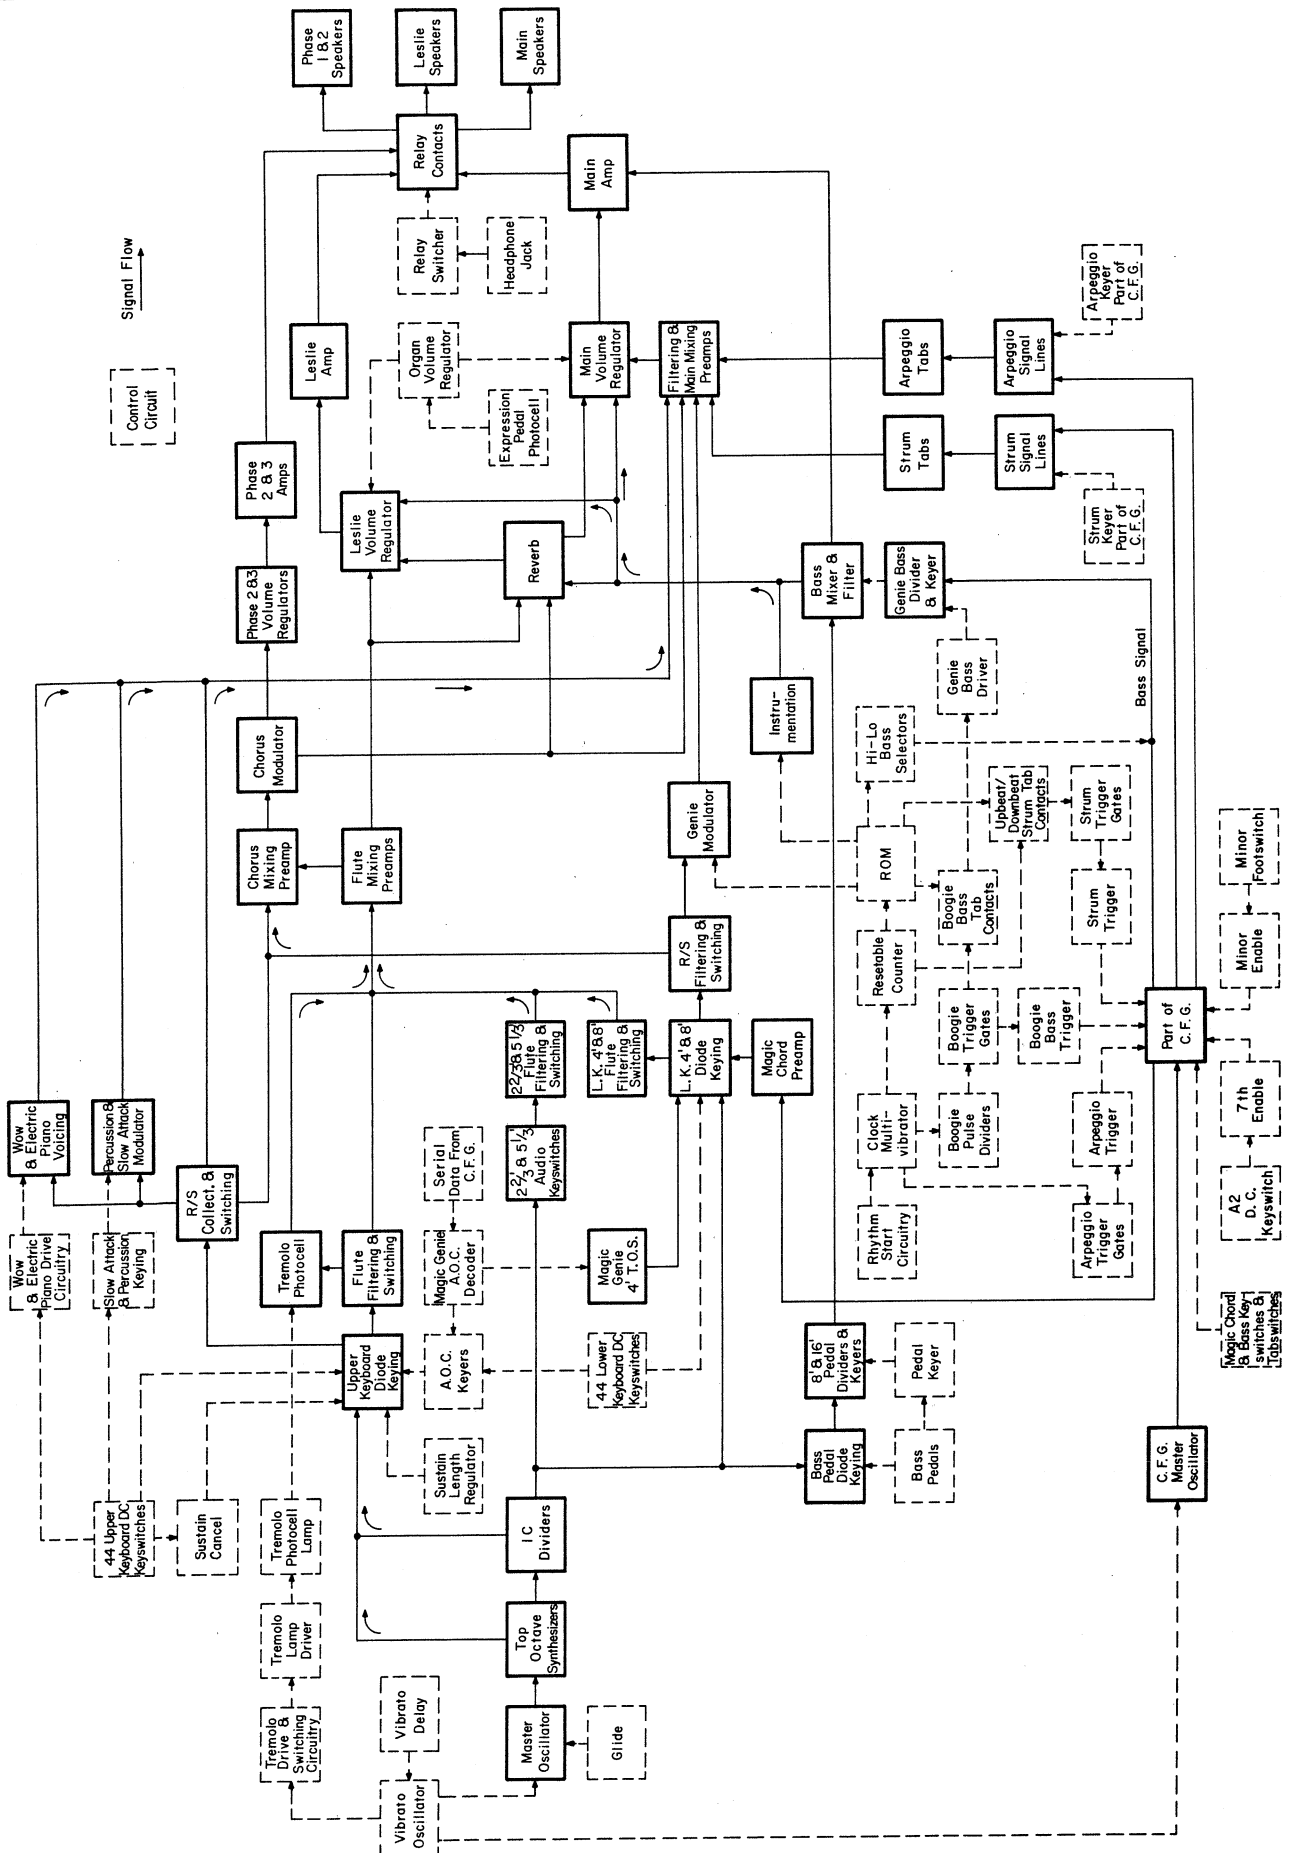 Phase
1 & 2
Speakers
Leslie
Speakers
Main
Speakers
Relay
Contacts
Main
Amp
Relay
Switcher
Headphone
Jack
Signal Flow
Control
Circuit
Leslie
Amp
Organ
Volume
Regulator
Expression
Pedal
Photocell
Main
Volume
Regulator
Filtering &
Main Mixing
Preamps
Arpeggio
Tabs
Arpeggio
Signal
Lines
Arpeggio
Keyer
Part of
C.F.G.
Phase
2 & 3
Amps
Strum
Tabs
Strum
Signal
Lines
Strum
Keyer
Part of
C.F.G.
Leslie
Volume
Regulator
Reverb
Phase 2 & 3
Volume
Regulators
Bass
Mixer &
Filter
Genie Bass
Divider
& Keyer
Genie
Bass
Driver
Bass Signal
Chorus
Modulator
Instru-
mentation
Hi-Lo
Bass
Selectors
Genie
Modulator
Upbeat/
Downbeat
Strum Tab
Contacts
Strum
Trigger
Gates
Chorus
Mixing
Preamp
Flute
Mixing
Preamps
ROM
Boogie
Bass
Tab
Contacts
Strum
Trigger
Minor
Footswitch
R/S
Filtering &
Switching
Resetable
Counter
Minor
Enable
Wow
& Electric
Piano
Voicing
Percussion &
Slow Attack
Modulator
2 2/3 & 5 1/3
Flute
Filtering &
Switching
L.K. 4' & 8'
Flute
Filtering &
Switching
L.K. 4' & 8'
Diode
Keying
Magic
Chord
Preamp
Boogie
Trigger
Gates
Boogie
Bass
Trigger
Part of
C.F.G.
R/S
Collect. &
Switching
Serial
Data From
C.F.G.
2 2/3' & 5 1/3'
Audio
Keyswitches
Clock
Multi-
vibrator
Boogie
Pulse
Dividers
Arpeggio
Trigger
7th
Enable
Wow
& Electric
Piano Drive
Circuitry
Slow Attack
& Percussion
Keying
Tremolo
Photocell
Flute
Filtering &
Switching
Magic Genie
A.O.C.
Decoder
Magic
Genie
4' T.O.S.
Rhythm
Start
Circuitry
Arpeggio
Trigger
Gates
A2
D.C.
Keyswitch
Upper
Keyboard
Diode
Keying
A.O.C.
Keyers
44 Lower
Keyboard DC
Keyswitches
8' & 16'
Pedal
Dividers &
Keyers
Pedal
Keyer
Magic Chord
& Bass Key-
switches &
Tabswitches
44 Upper
Keyboard DC
Keyswitches
Sustain
Cancel
Tremolo
Photocell
Lamp
Sustain
Length
Regulator
IC
Dividers
Bass
Pedal
Diode
Keying
Bass
Pedals
C.F.G.
Master
Oscillator
Tremolo
Lamp
Driver
Top
Octave
Synthesizers
Tremolo
Drive &
Switching
Circuitry
Vibrato
Delay
Master
Oscillator
Glide
Vibrato
Oscillator